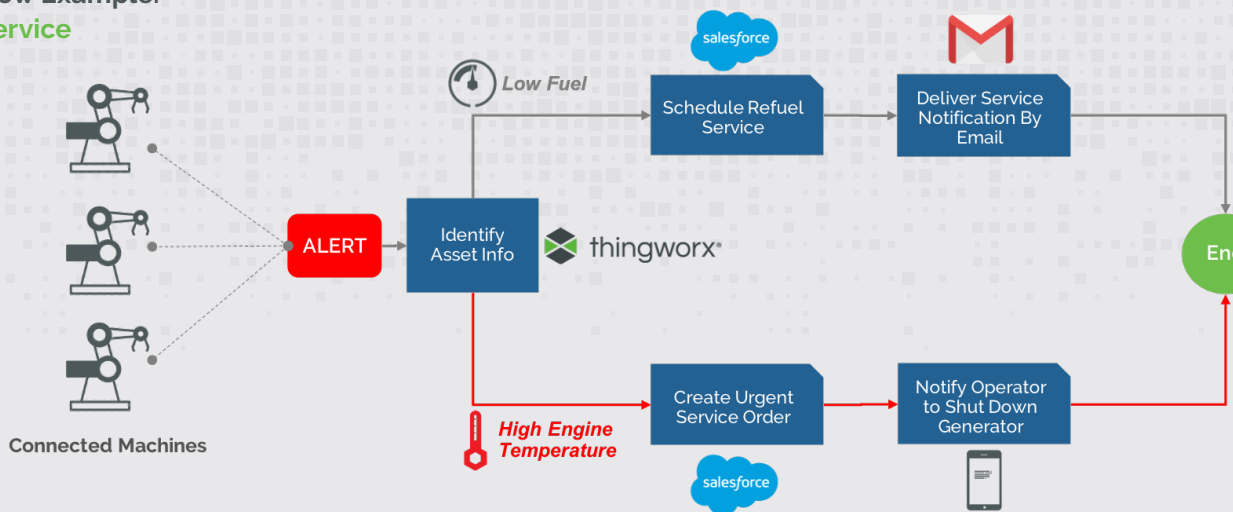 Service
Low Fuel
salesforce
Schedule Refuel
Service
Deliver Service
Notification By
Email
ALERT
Identify
Asset Info
thingworx
Connected Machines
High Engine
Temperature
Create Urgent
Service Order
salesforce
Notify Operator
to Shut Down
Generator